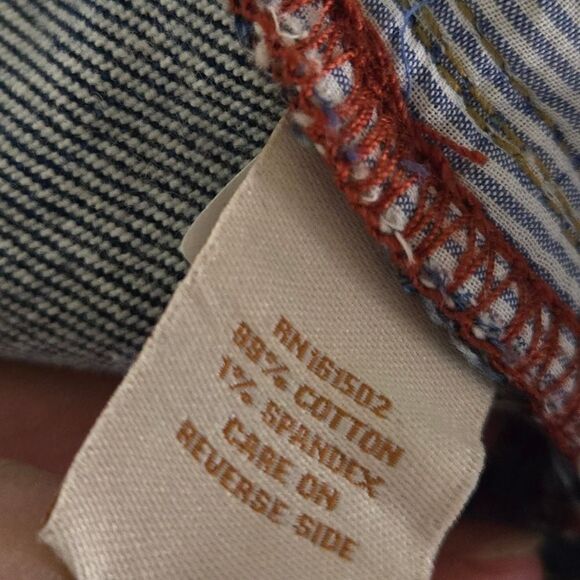 RN161502
99% COTTON
1% SPANDEX
CARE ON
REVERSE SIDE